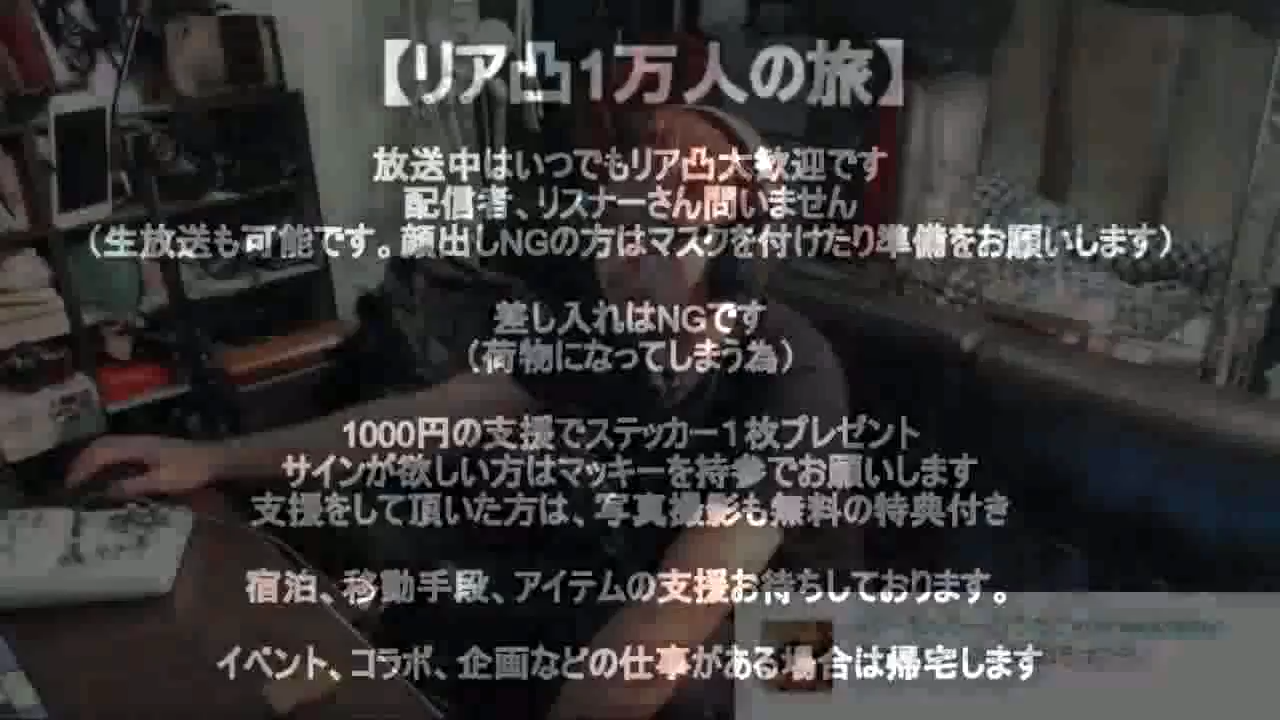 【リア凸1万人の旅】
放送中はいつでもリア凸大歓迎です
配信者、リスナーさん問いません
（生放送も可能です。顔出しNGの方はマスクを付けたり準備をお願いします）
差し入れはNGです
（荷物になってしまう為）
1000円の支援でステッカー1枚プレゼント
サインが欲しい方はマッキーを持参でお願いします
支援をして頂いた方は、写真撮影も無料の特典付き
宿泊、移動手段、アイテムの支援お待ちしております。
イベント、コラボ、企画などの仕事がある場合は帰宅します